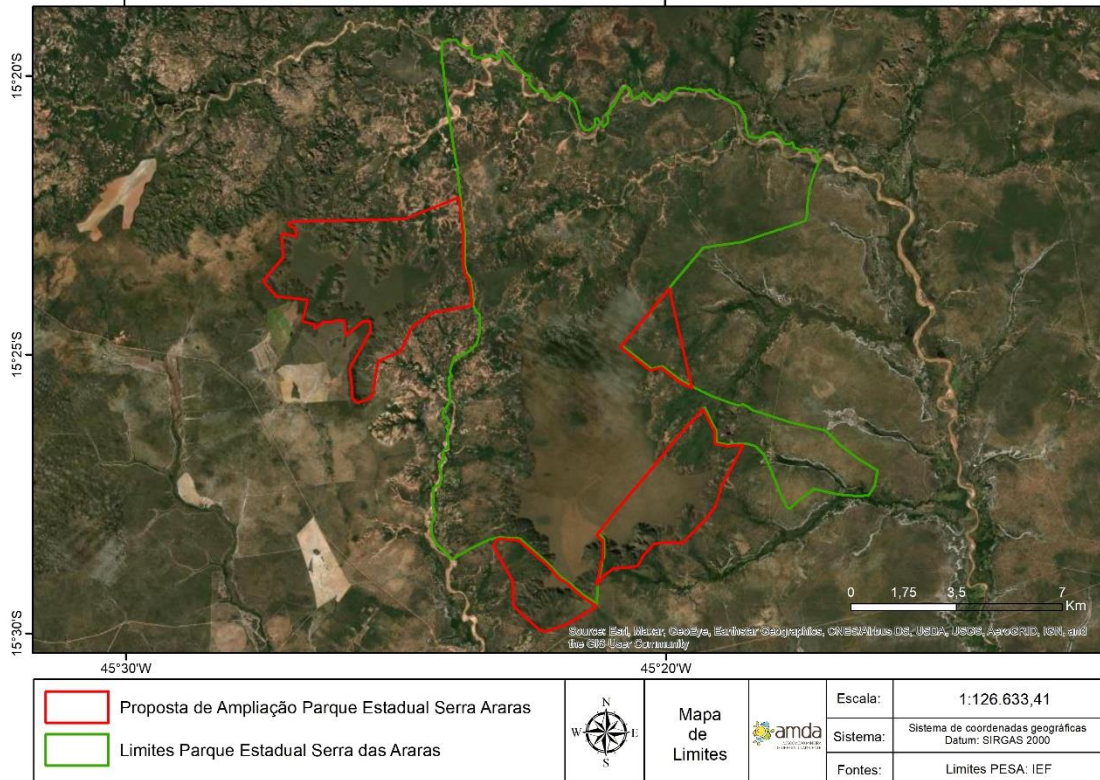 15°20'S
15°25'S
15°30'S
0 1,75 3,5 7
Km
Source: Esri, Maxar, GeoEye, Earthstar Geographics, CNES/Airbus DS, USDA, USGS, AeroGRID, IGN, and
the GIS User Community
45°30'W
45°20'W
Proposta de Ampliação Parque Estadual Serra Araras
Limites Parque Estadual Serra das Araras
N
W
E
S
Mapa
de
Limites
amda
Escala:
1:126.633,41
Sistema:
Sistema de coordenadas geográficas
Datum: SIRGAS 2000
Fontes:
Limites PESA: IEF